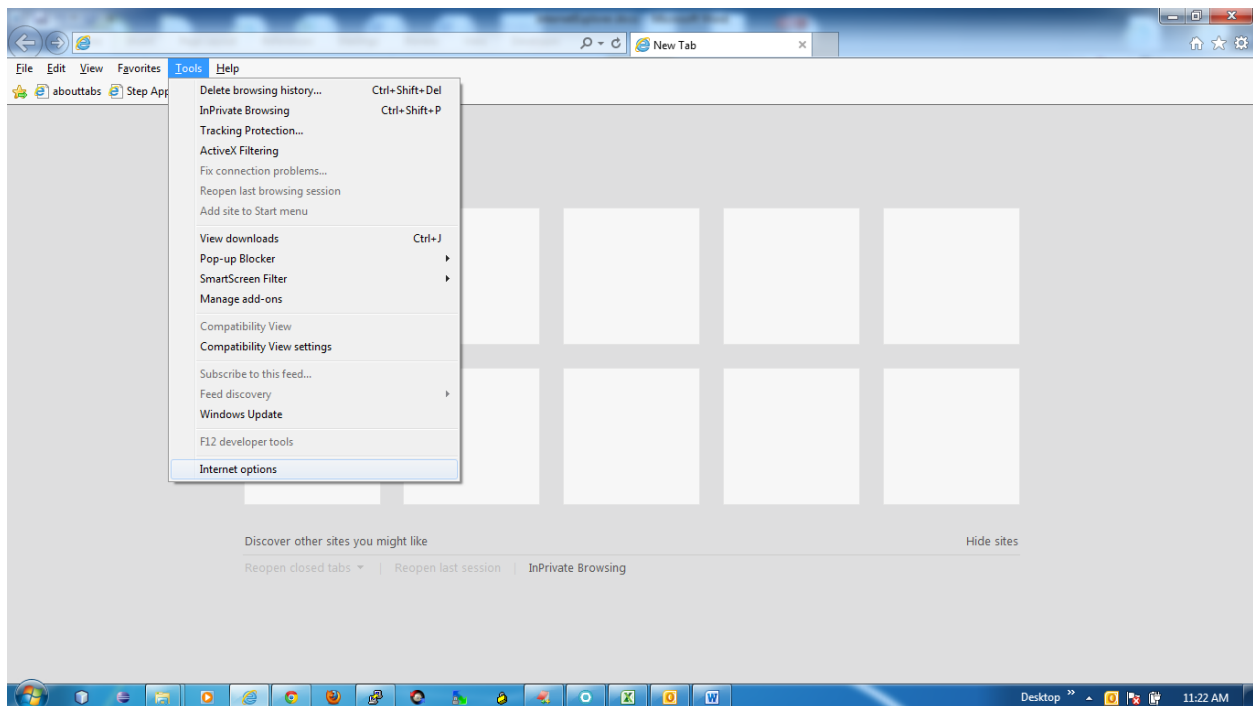 New Tab
File Edit View Favorites Tools Help
abouttabs Step App
Delete browsing history... Ctrl+Shift+Del
InPrivate Browsing Ctrl+Shift+P
Tracking Protection...
ActiveX Filtering
Fix connection problems...
Reopen last browsing session
Add site to Start menu
View downloads Ctrl+J
Pop-up Blocker
SmartScreen Filter
Manage add-ons
Compatibility View
Compatibility View settings
Subscribe to this feed...
Feed discovery
Windows Update
F12 developer tools
Internet options
Discover other sites you might like Hide sites
Reopen closed tabs | Reopen last session | InPrivate Browsing
Desktop » 11:22 AM